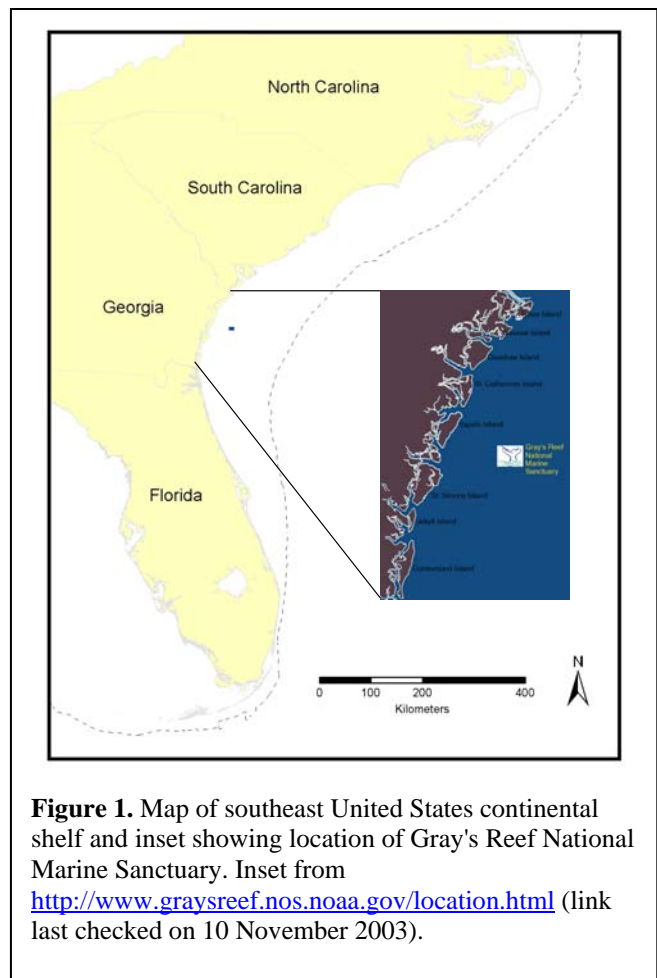 North Carolina
South Carolina
Georgia
Island
Island
Island
St. Catherines Island
Sapelo Island
Gray's Reef
National
Marine
Sanctuary
St. Simons Island
Jekyll Island
Cumberland Island
Florida
N
0 100 200 400
Kilometers
Figure 1. Map of southeast United States continental
shelf and inset showing location of Gray's Reef National
Marine Sanctuary. Inset from
http://www.graysreef.nos.noaa.gov/location.html (link
last checked on 10 November 2003).